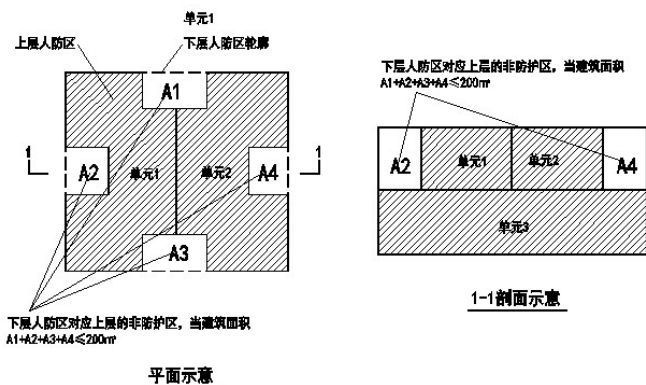 单元1
上层人防区
下层人防区轮廓
A1
1
1
A2
单元1
单元2
A4
A3
下层人防区对应上层的非防护区，当建筑面积
A1+A2+A3+A4≤200㎡
平面示意
下层人防区对应上层的非防护区，当建筑面积
A1+A2+A3+A4≤200㎡
A2
单元1
单元2
A4
单元3
1-1剖面示意